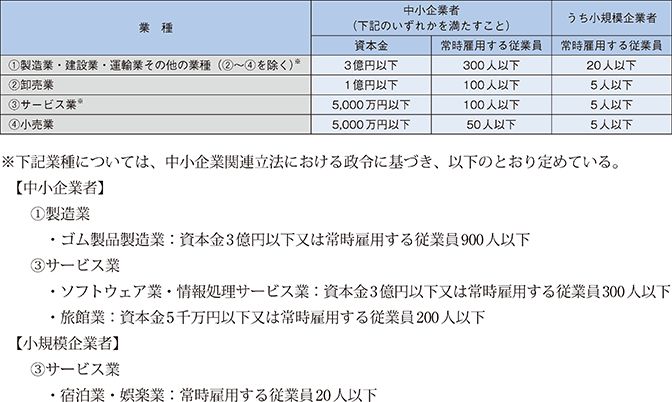 業 種
中小企業者
（下記のいずれかを満たすこと）
うち小規模企業者
資本金
常時雇用する従業員
常時雇用する従業員
①製造業・建設業・運輸業その他の業種（②～④を除く）※
3億円以下
300人以下
20人以下
②卸売業
1億円以下
100人以下
5人以下
③サービス業※
5,000万円以下
100人以下
5人以下
④小売業
5,000万円以下
50人以下
5人以下
※下記業種については、中小企業関連立法における政令に基づき、以下のとおり定めている。
【中小企業者】
①製造業
・ゴム製品製造業：資本金3億円以下又は常時雇用する従業員900人以下
③サービス業
・ソフトウェア業・情報処理サービス業：資本金3億円以下又は常時雇用する従業員300人以下
・旅館業：資本金5千万円以下又は常時雇用する従業員200人以下
【小規模企業者】
③サービス業
・宿泊業・娯楽業：常時雇用する従業員20人以下